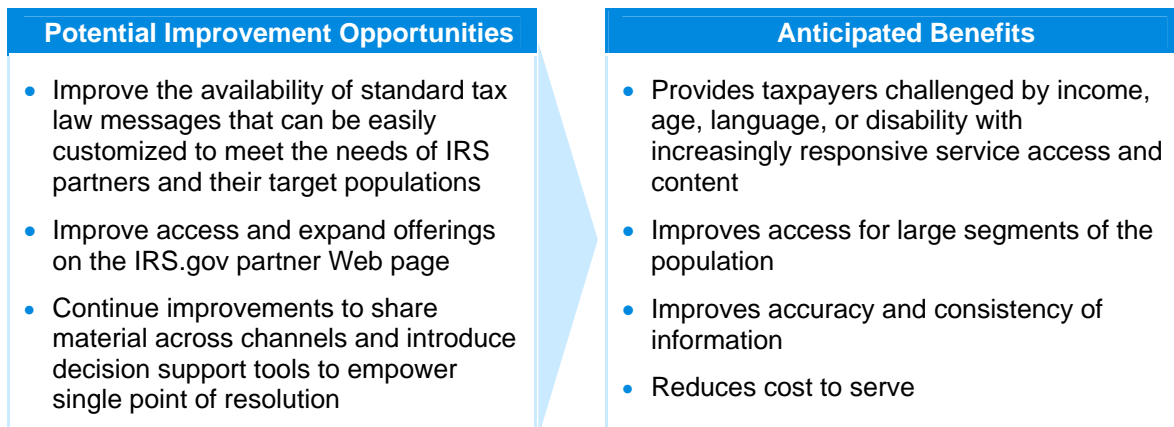 Potential Improvement Opportunities
• Improve the availability of standard tax
law messages that can be easily
customized to meet the needs of IRS
partners and their target populations
• Improve access and expand offerings
on the IRS.gov partner Web page
• Continue improvements to share
material across channels and introduce
decision support tools to empower
single point of resolution
Anticipated Benefits
• Provides taxpayers challenged by income,
age, language, or disability with
increasingly responsive service access and
content
• Improves access for large segments of the
population
• Improves accuracy and consistency of
information
• Reduces cost to serve